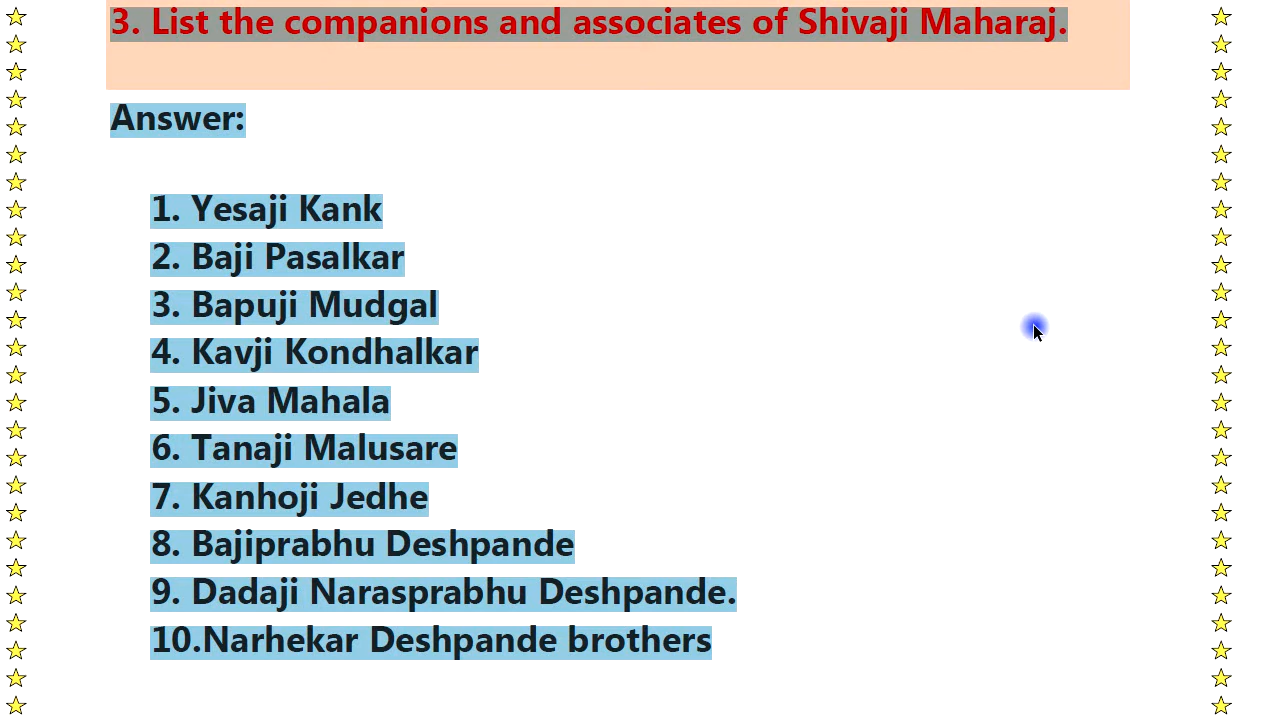 3. List the companions and associates of Shivaji Maharaj.
Answer:
1. Yesaji Kank
2. Baji Pasalkar
3. Bapuji Mudgal
4. Kavji Kondhalkar
5. Jiva Mahala
6. Tanaji Malusare
7. Kanhoji Jedhe
8. Bajiprabhu Deshpande
9. Dadaji Narasprabhu Deshpande.
10.Narhekar Deshpande brothers